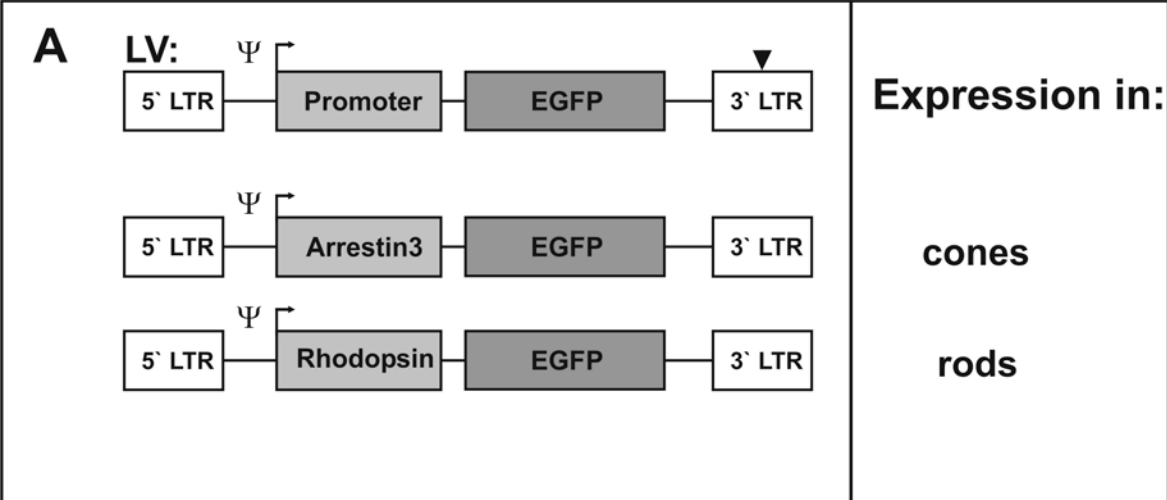 A
LV:
Ψ
5` LTR Promoter EGFP 3` LTR
Expression in:
Ψ
5` LTR Arrestin3 EGFP 3` LTR
cones
Ψ
5` LTR Rhodopsin EGFP 3` LTR
rods